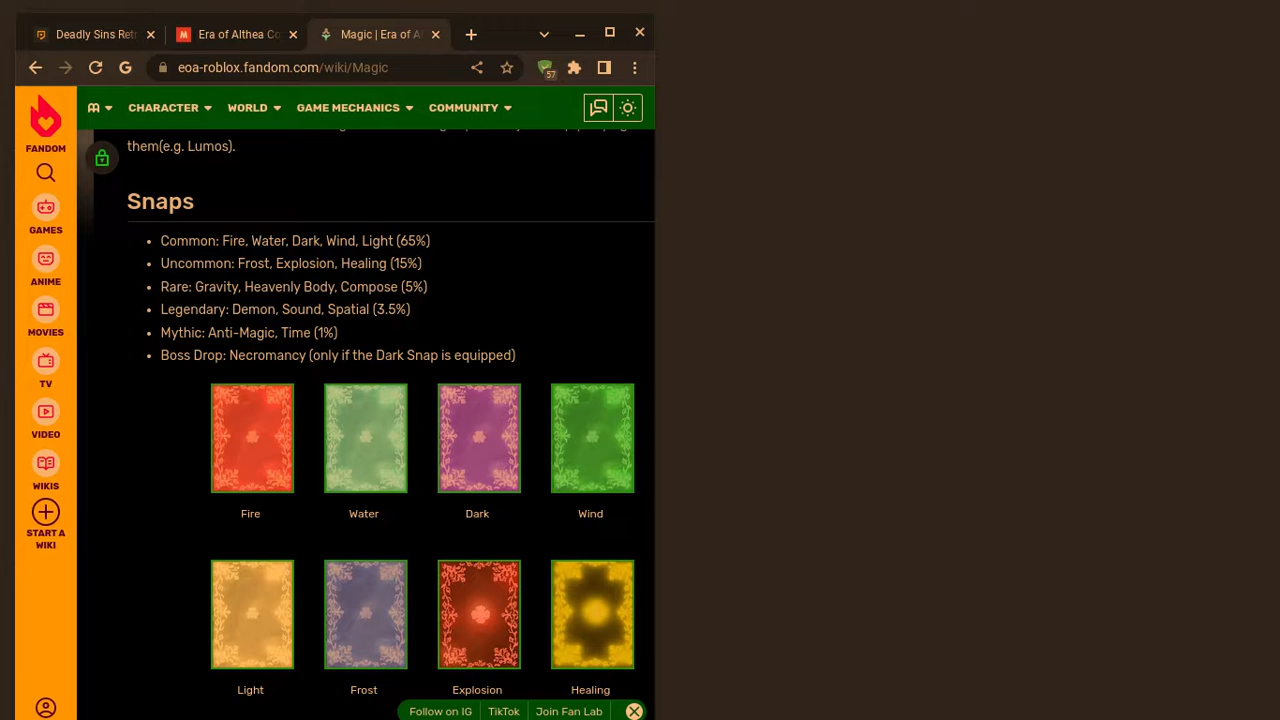 Deadly Sins Retr
Era of Althea Co
Magic | Era of Al
eoa-roblox.fandom.com/wiki/Magic
57
FANDOM
CHARACTER
WORLD
GAME MECHANICS
COMMUNITY
GAMES
ANIME
MOVIES
TV
VIDEO
WIKIS
START A
WIKI
them(e.g. Lumos).
Snaps
Common: Fire, Water, Dark, Wind, Light (65%)
Uncommon: Frost, Explosion, Healing (15%)
Rare: Gravity, Heavenly Body, Compose (5%)
Legendary: Demon, Sound, Spatial (3.5%)
Mythic: Anti-Magic, Time (1%)
Boss Drop: Necromancy (only if the Dark Snap is equipped)
Fire
Water
Dark
Wind
Light
Frost
Explosion
Healing
Follow on IG
TikTok
Join Fan Lab